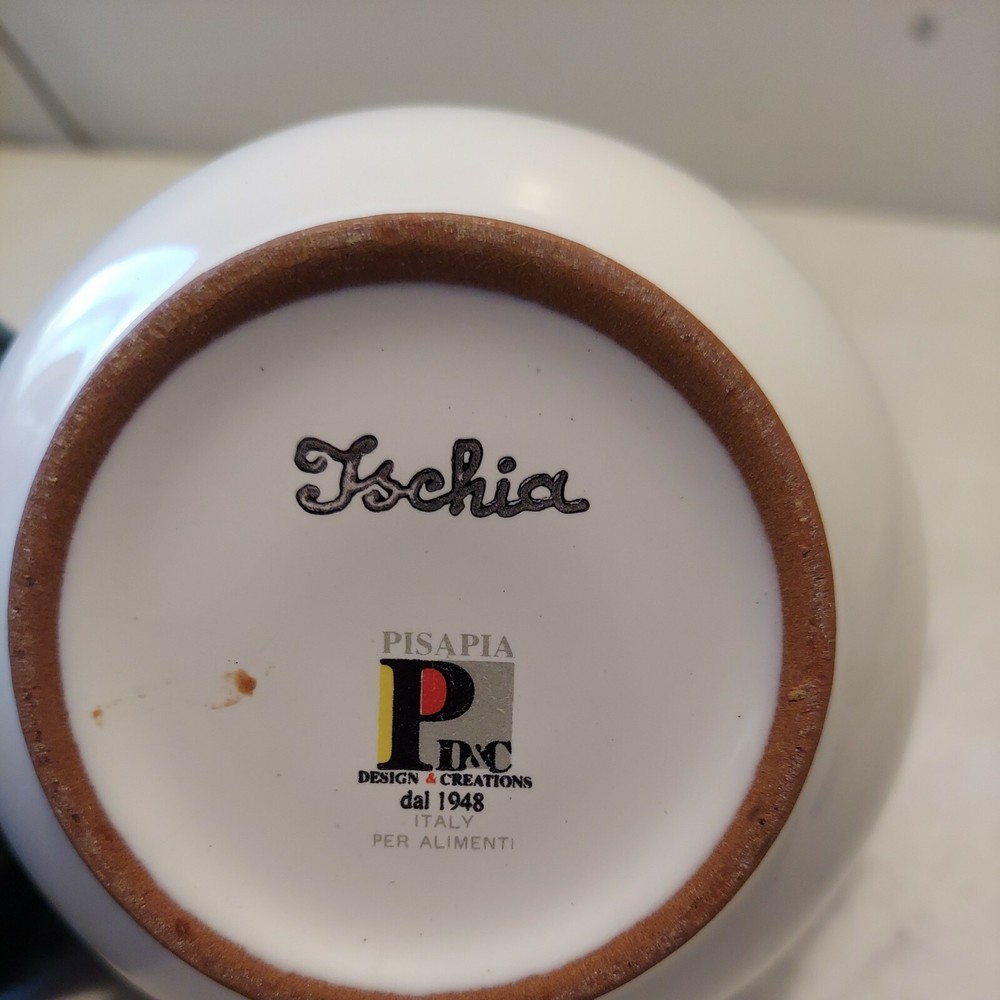 Ischia
PISAPIA
P
D&C
DESIGN & CREATIONS
dal 1948
ITALY
PER ALIMENTI